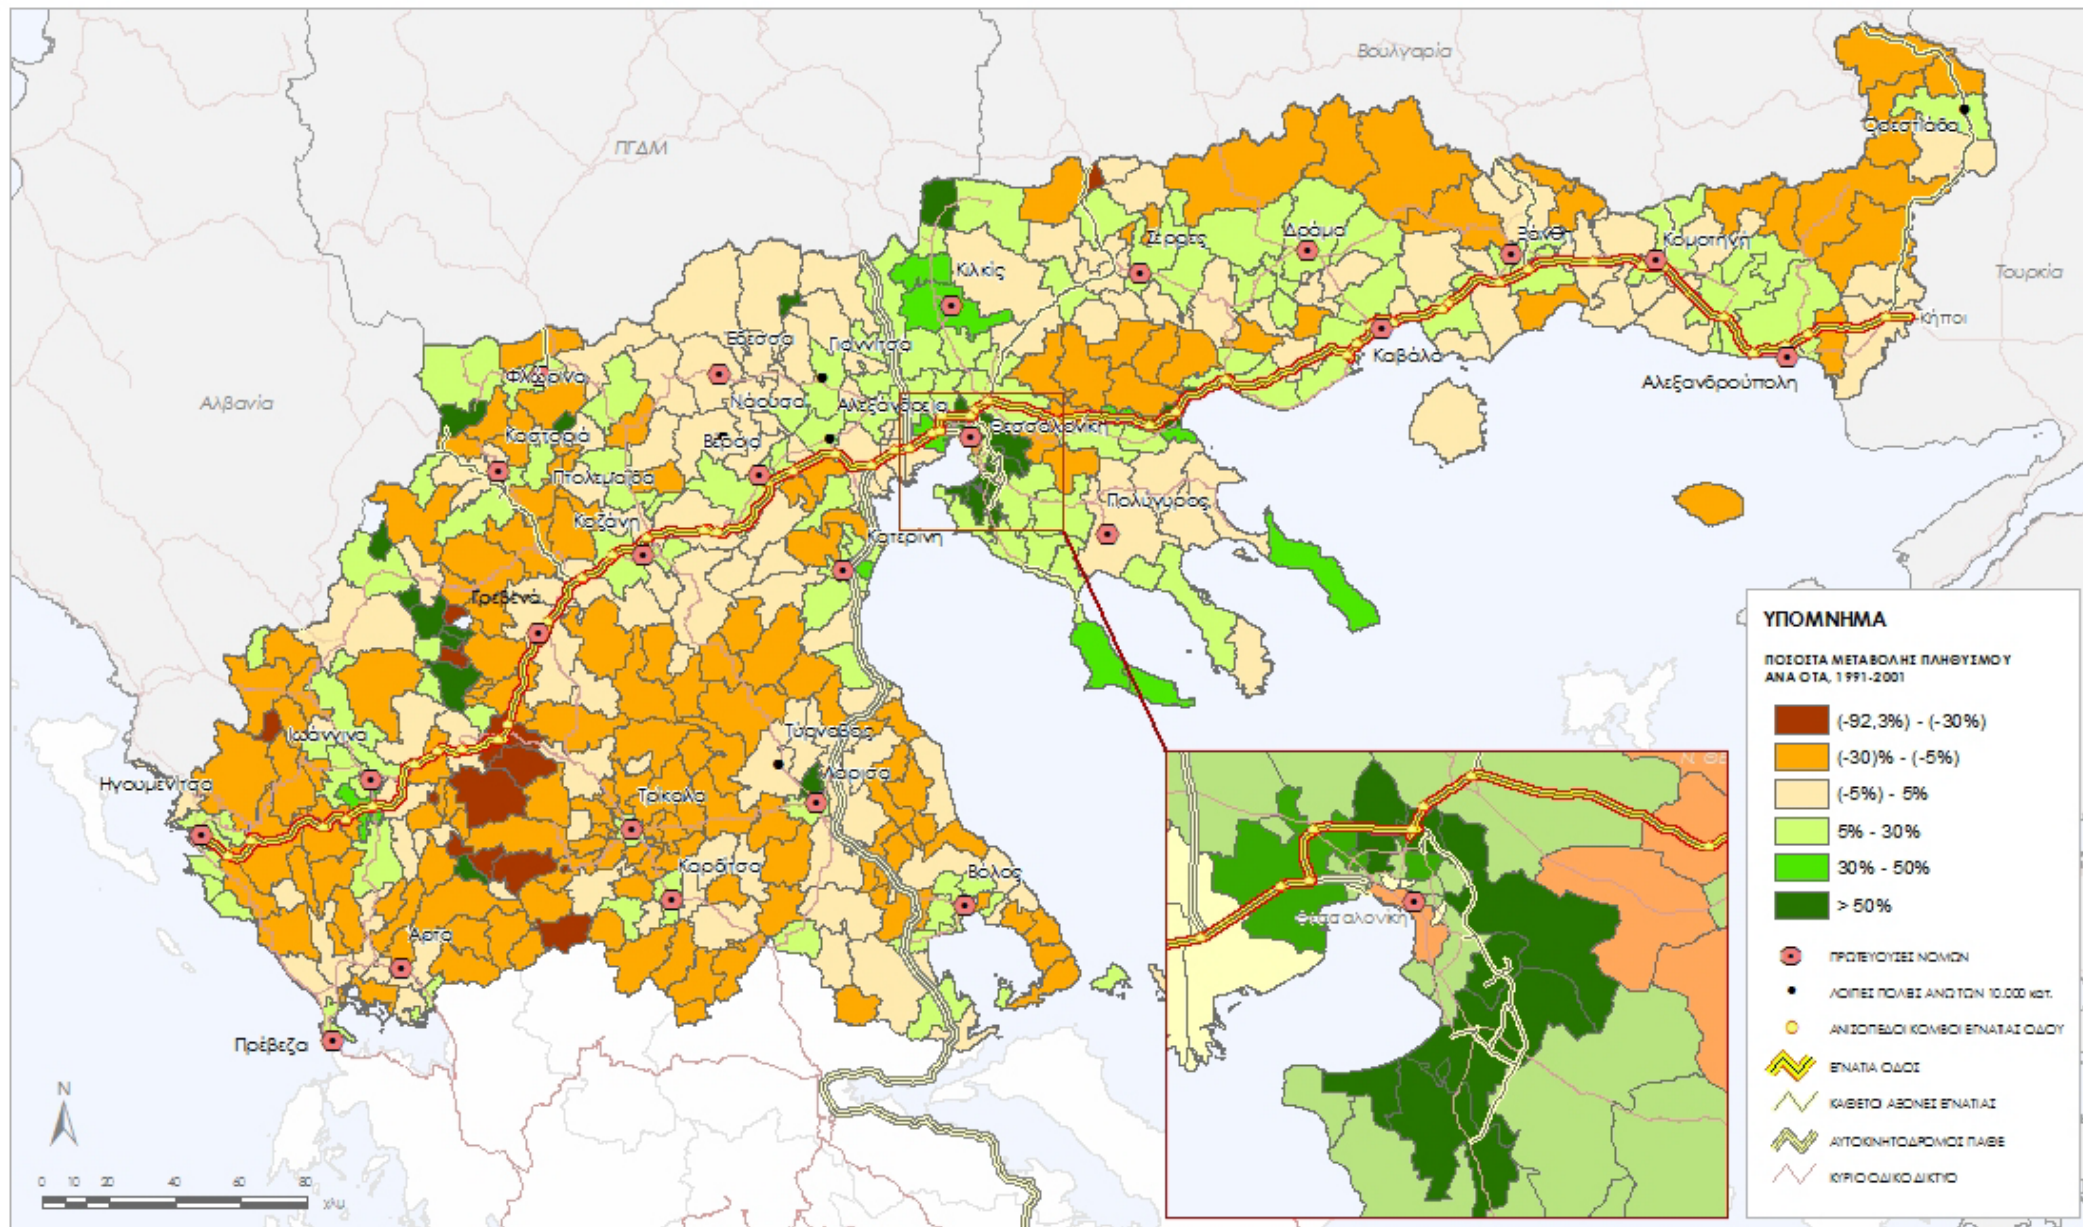 Βουλγαρία
Ορεστιάδα
ΠΓΔΜ
Σέρρες
Δράμα
Ξάνθη
Κομοτηνή
Κιλκίς
Τουρκία
Κήποι
Έδεσσα
Γιαννιτσά
Καβάλα
Αλεξανδρούπολη
Φλώρινα
Αλβανία
Νάουσα
Αλεξάνδρεια
Θεσσαλονίκη
Καστοριά
Βέροια
Πτολεμαΐδα
Πολύγυρος
Κοζάνη
Κατερίνη
Γρεβενά
Ιωάννινα
Τύρναβος
Λάρισα
Ηγουμενίτσα
Τρίκαλα
Καρδίτσα
Βόλος
Άρτα
Πρέβεζα
N
0 10 20 40 60 80
χλμ
Ν. ΘΕ
Θεσσαλονίκη
ΥΠΟΜΝΗΜΑ
ΠΟΣΟΣΤΑ ΜΕΤΑΒΟΛΗΣ ΠΛΗΘΥΣΜΟΥ
ΑΝΑ ΟΤΑ, 1991-2001
(-92,3%) - (-30%)
(-30)% - (-5%)
(-5%) - 5%
5% - 30%
30% - 50%
> 50%
ΠΡΩΤΕΥΟΥΣΕΣ ΝΟΜΩΝ
ΛΟΙΠΕΣ ΠΟΛΕΙΣ ΑΝΩ ΤΩΝ 10.000 κατ.
ΑΝΙΣΟΠΕΔΟΙ ΚΟΜΒΟΙ ΕΓΝΑΤΙΑΣ ΟΔΟΥ
ΕΓΝΑΤΙΑ ΟΔΟΣ
ΚΑΘΕΤΟΙ ΑΞΟΝΕΣ ΕΓΝΑΤΙΑΣ
ΑΥΤΟΚΙΝΗΤΟΔΡΟΜΟΣ ΠΑΘΕ
ΚΥΡΙΟ ΟΔΙΚΟ ΔΙΚΤΥΟ